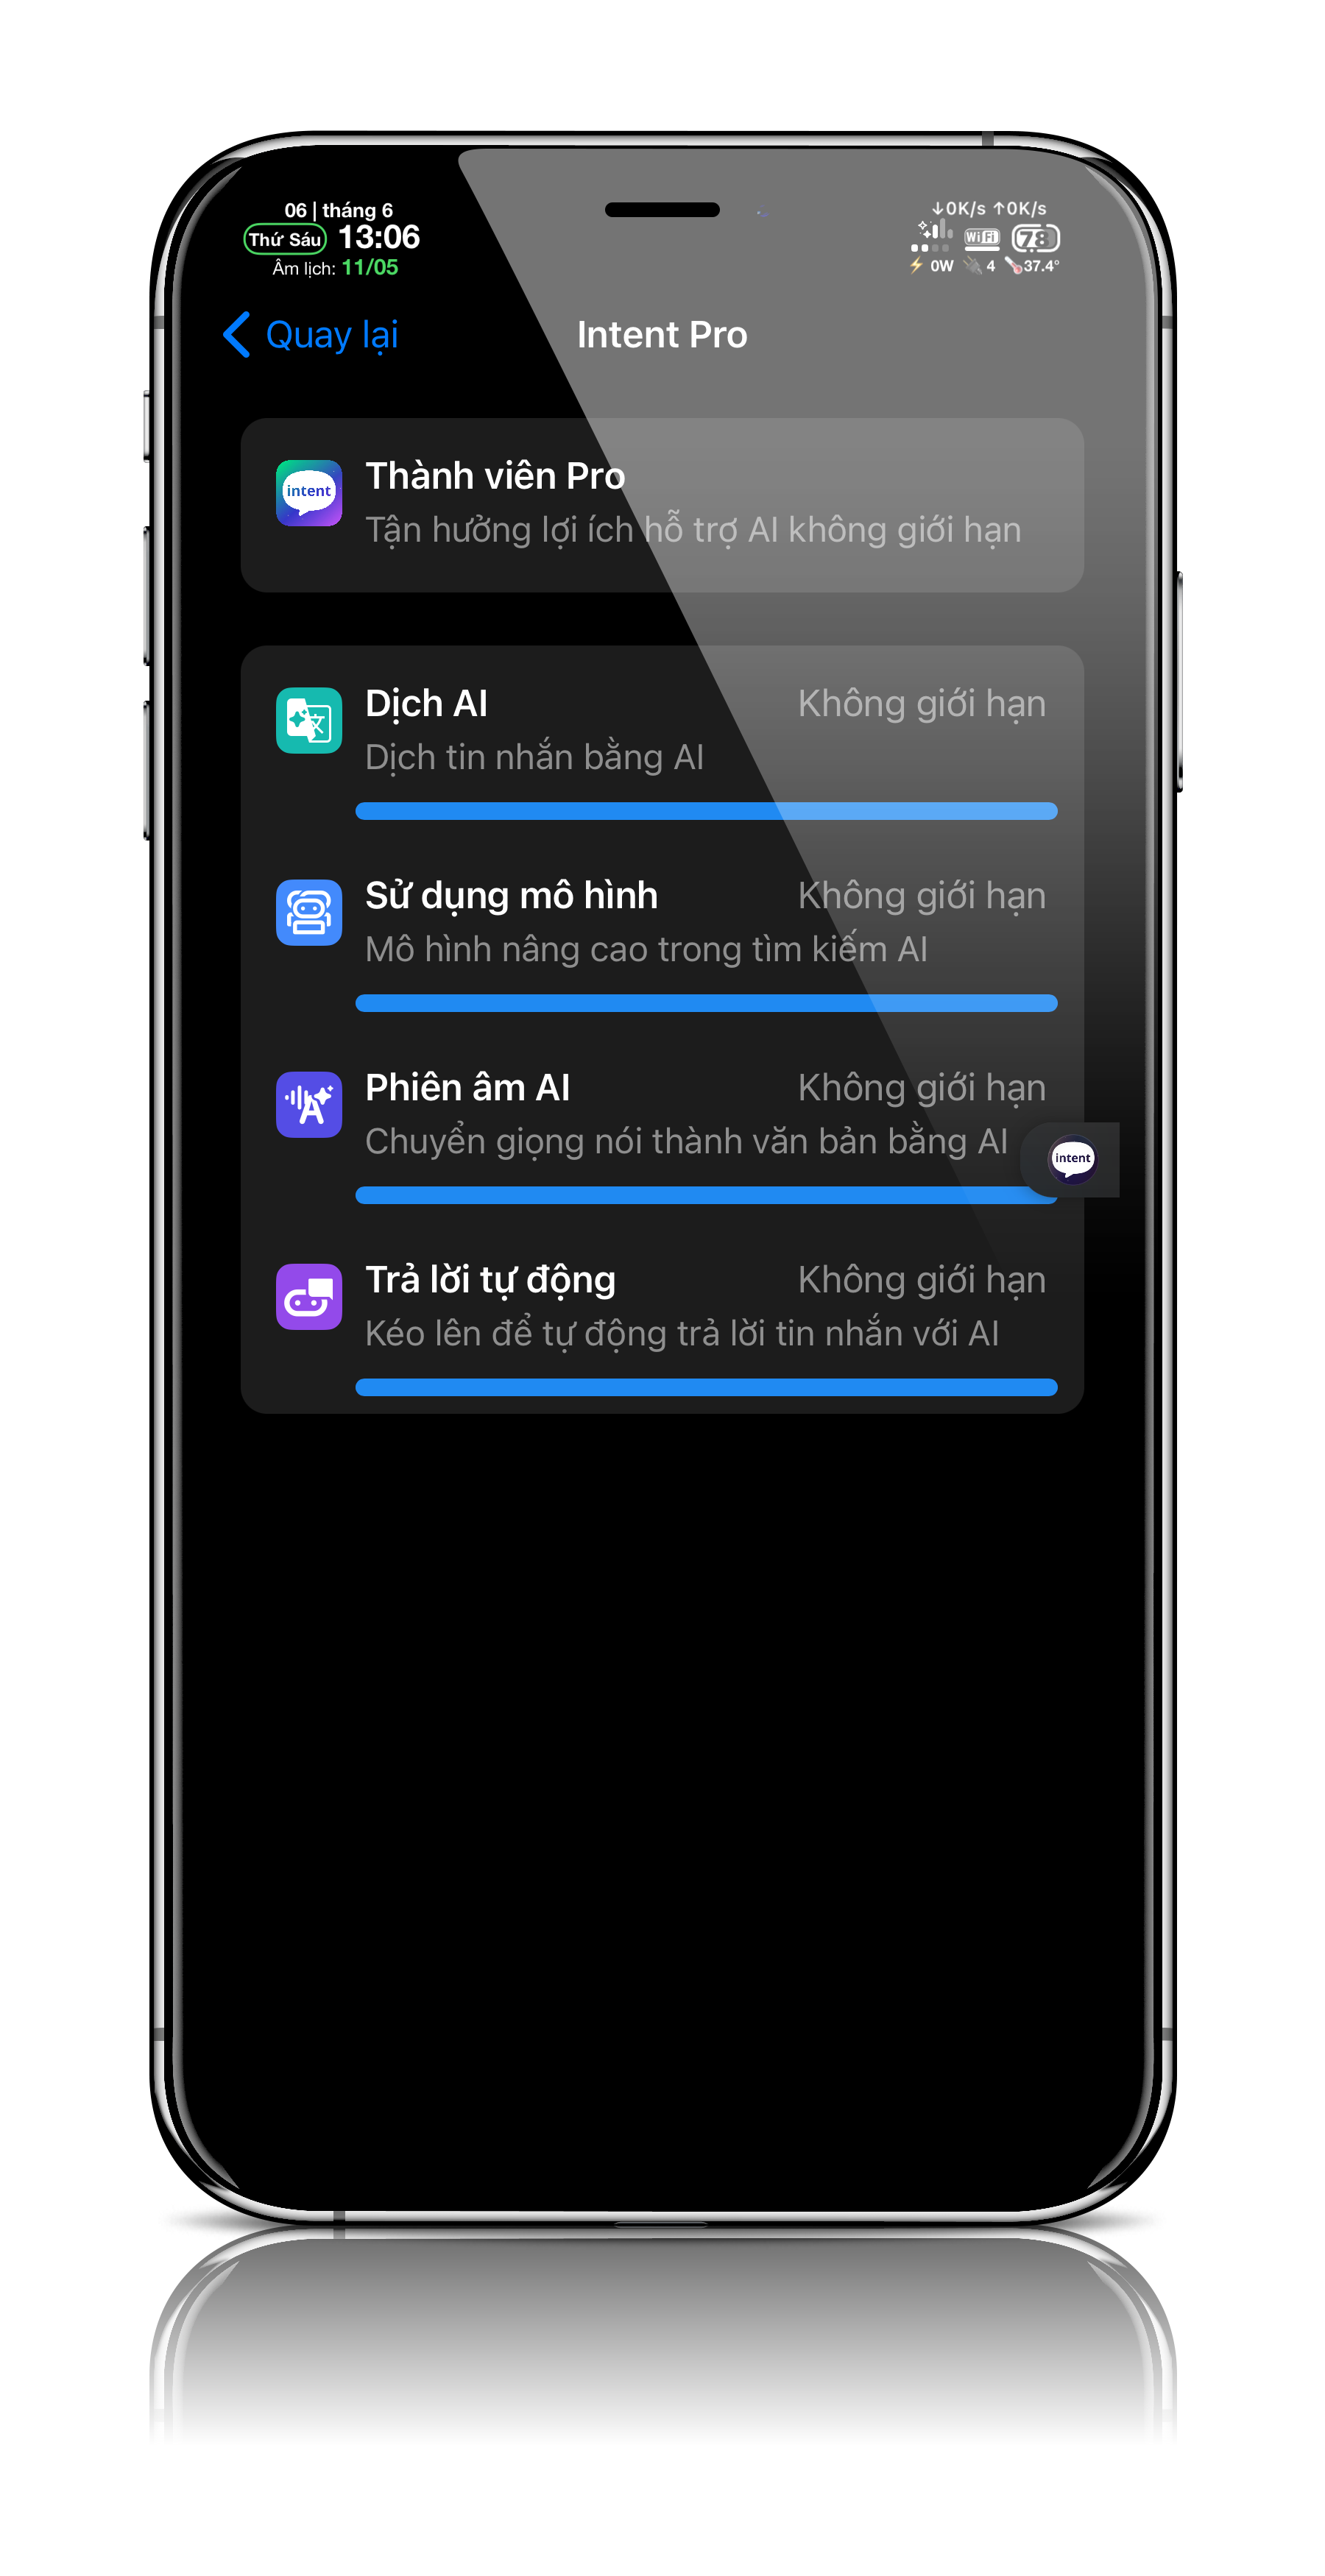 06 | tháng 6
Thứ Sáu 13:06
Âm lịch: 11/05
↓0K/s ↑0K/s
WiFi 78
0W 4 37.4°
Quay lại
Intent Pro
intent
Thành viên Pro
Tận hưởng lợi ích hỗ trợ AI không giới hạn
Dịch AI Không giới hạn
Dịch tin nhắn bằng AI
Sử dụng mô hình Không giới hạn
Mô hình nâng cao trong tìm kiếm AI
Phiên âm AI Không giới hạn
Chuyển giọng nói thành văn bản bằng AI
intent
Trả lời tự động Không giới hạn
Kéo lên để tự động trả lời tin nhắn với AI